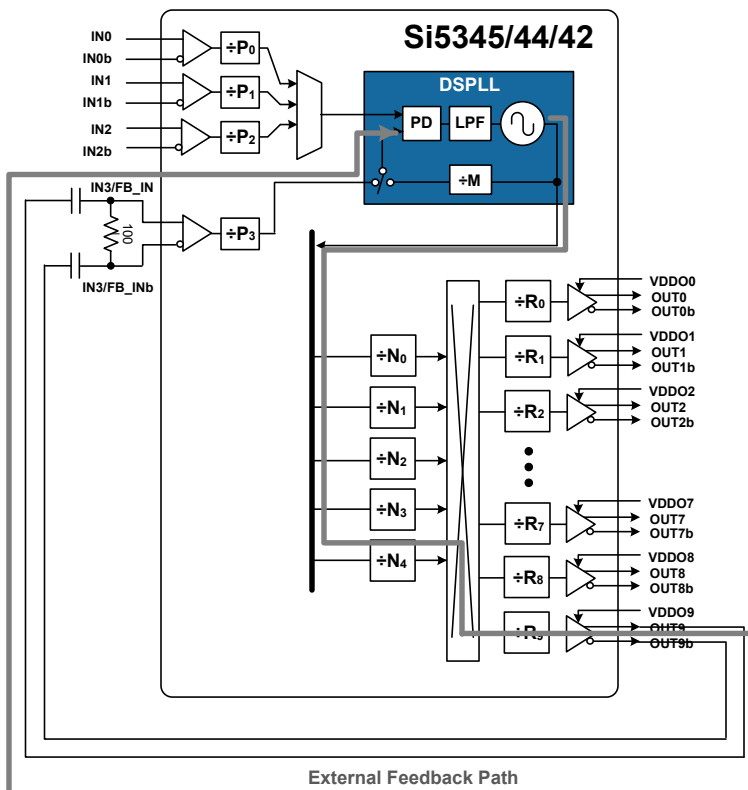 Si5345/44/42
IN0
IN0b
÷P0
IN1
IN1b
÷P1
IN2
IN2b
÷P2
DSPLL
PD
LPF
÷M
IN3/FB_IN
100
÷P3
IN3/FB_INb
÷N0
÷N1
÷N2
÷N3
÷N4
÷R0
VDDO0
OUT0
OUT0b
÷R1
VDDO1
OUT1
OUT1b
÷R2
VDDO2
OUT2
OUT2b
÷R7
VDDO7
OUT7
OUT7b
÷R8
VDDO8
OUT8
OUT8b
÷R9
VDDO9
OUT9
OUT9b
External Feedback Path